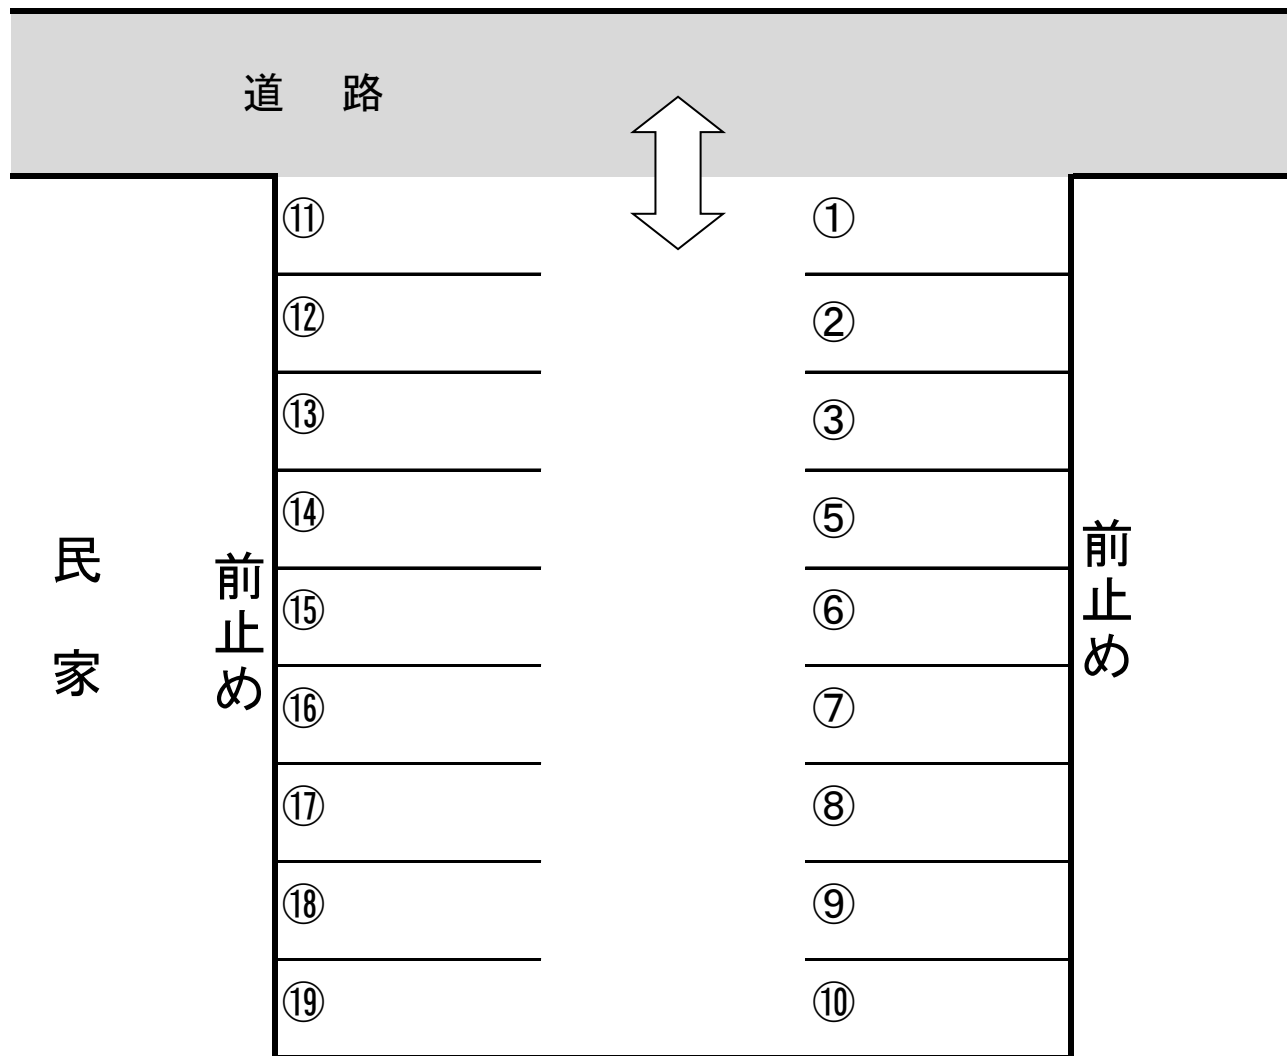 道 路
⑪ ①
⑫ ②
⑬ ③
⑭ ⑤
⑮ ⑥
⑯ ⑦
⑰ ⑧
⑱ ⑨
⑲ ⑩
民家
前止め
前止め